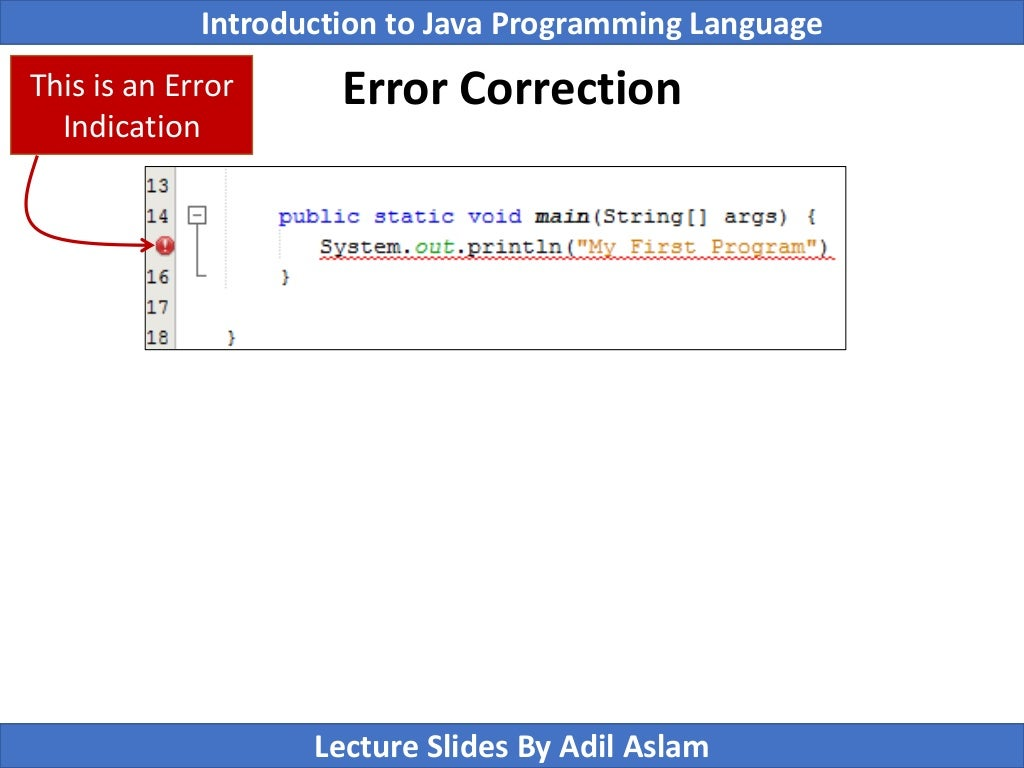 Introduction to Java Programming Language
This is an Error
Indication
Error Correction
13
14 public static void main(String[] args) {
System.out.println("My First Program")
16 }
17
18 }
Lecture Slides By Adil Aslam